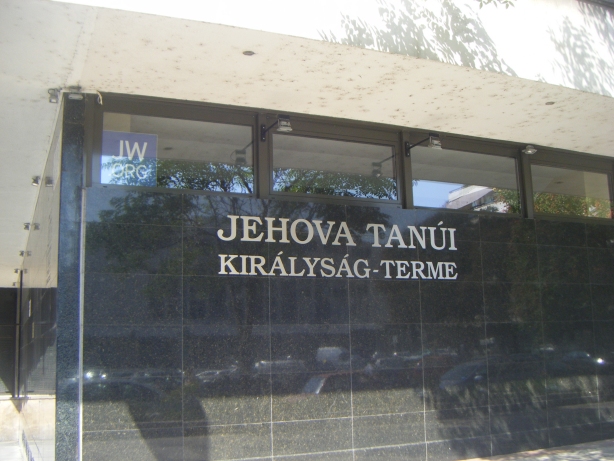 JW
.ORG
JEHOVA TANÚI
KIRÁLYSÁG-TERME